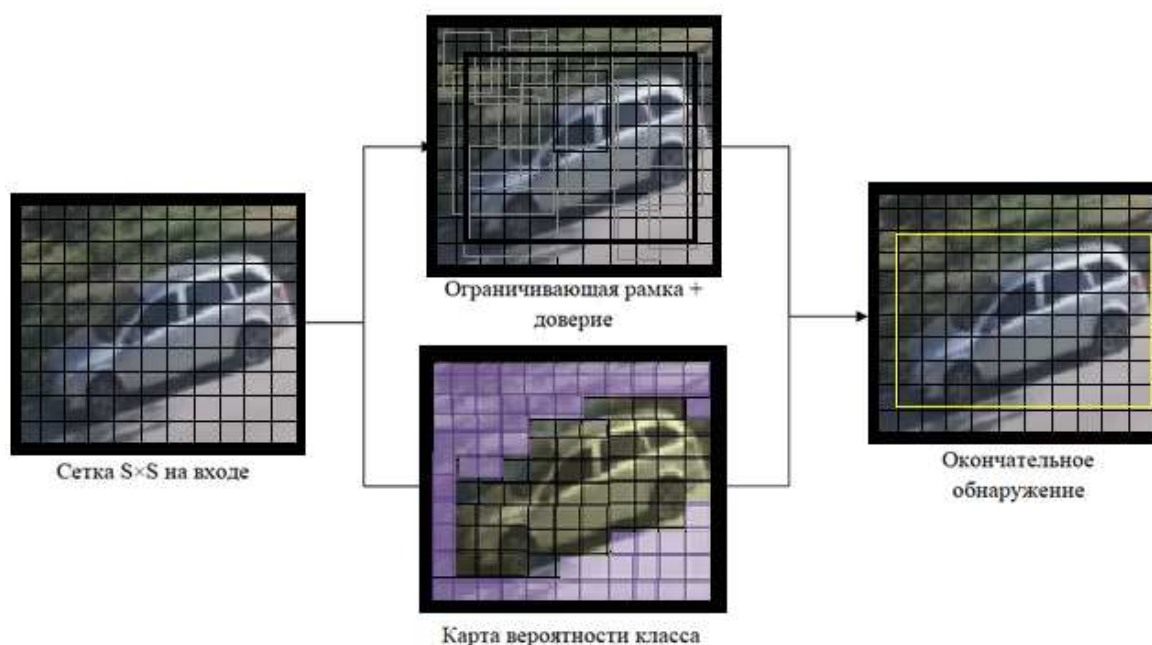 Ограничивающая рамка +
доверие
Сетка S×S на входе
Окончательное
обнаружение
Карта вероятности класса